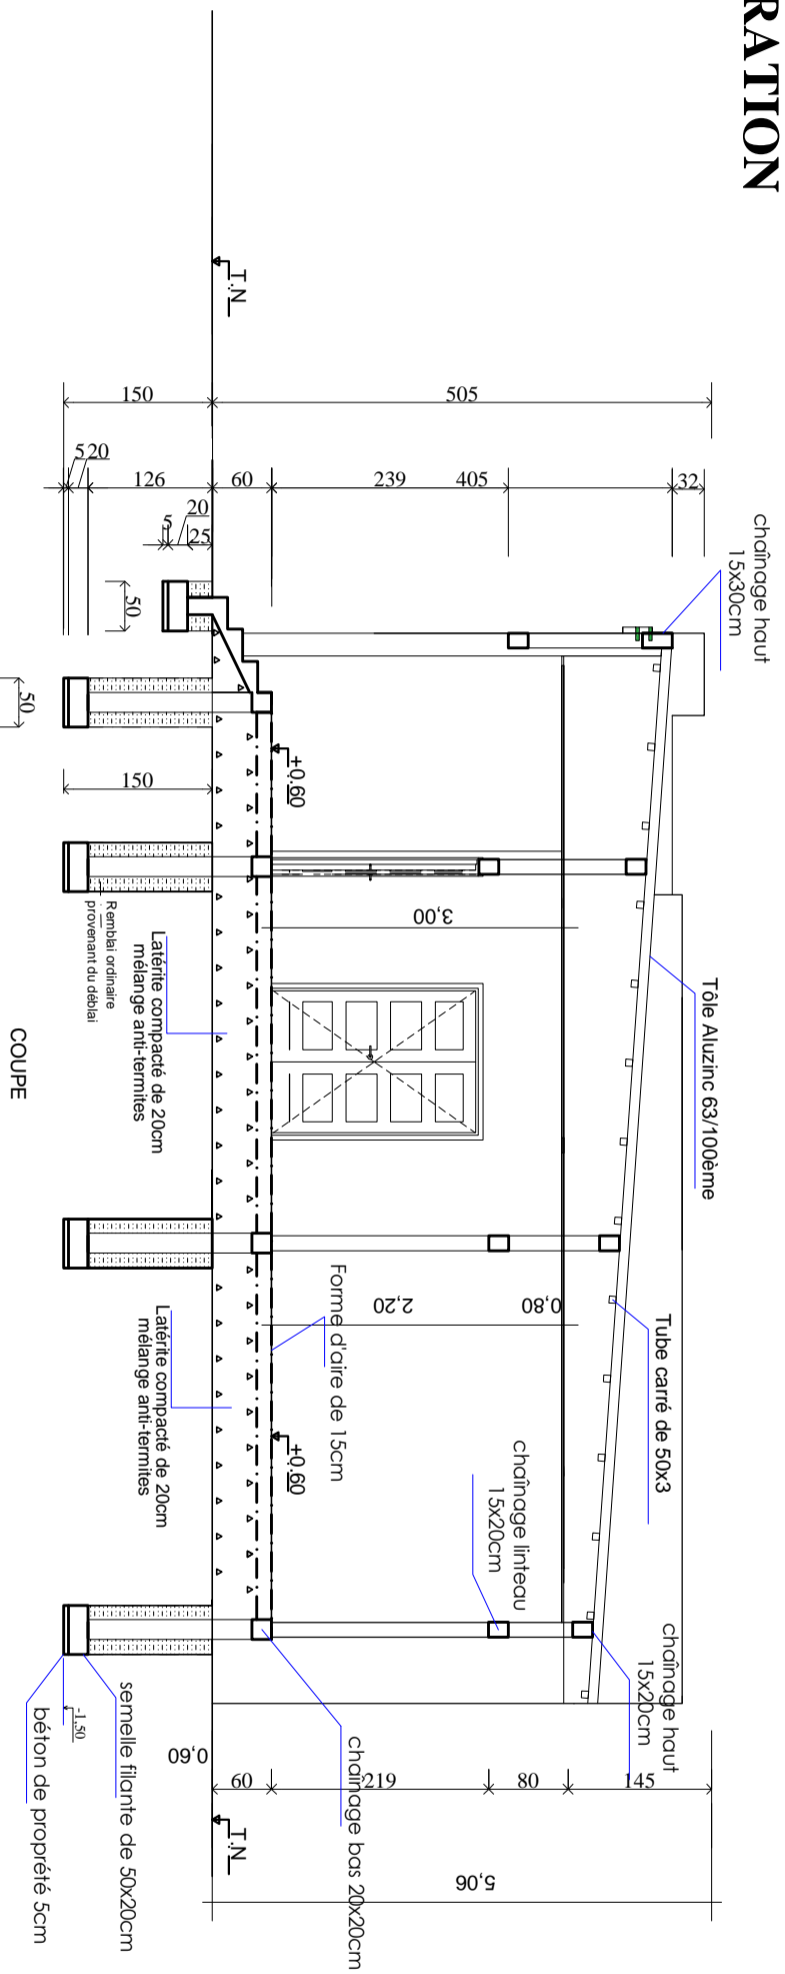 RATION
T.N
150
505
5
20
126
60
239
405
32
5
20
25
50
50
150
chaînage haut
15x30cm
+0.60
3,00
Tôle Aluzinc 63/100ème
Remblai ordinaire
provenant du déblai
Latérite compacté de 20cm
mélange anti-termites
COUPE
Forme d'aire de 15cm
2,20
0,80
Tube carré de 50x3
Latérite compacté de 20cm
mélange anti-termites
+0.60
chaînage linteau
15x20cm
chaînage haut
15x20cm
chaînage bas 20x20cm
semelle filante de 50x20cm
béton de propreté 5cm
-1,50
0,60
60
219
80
145
T.N
5,06